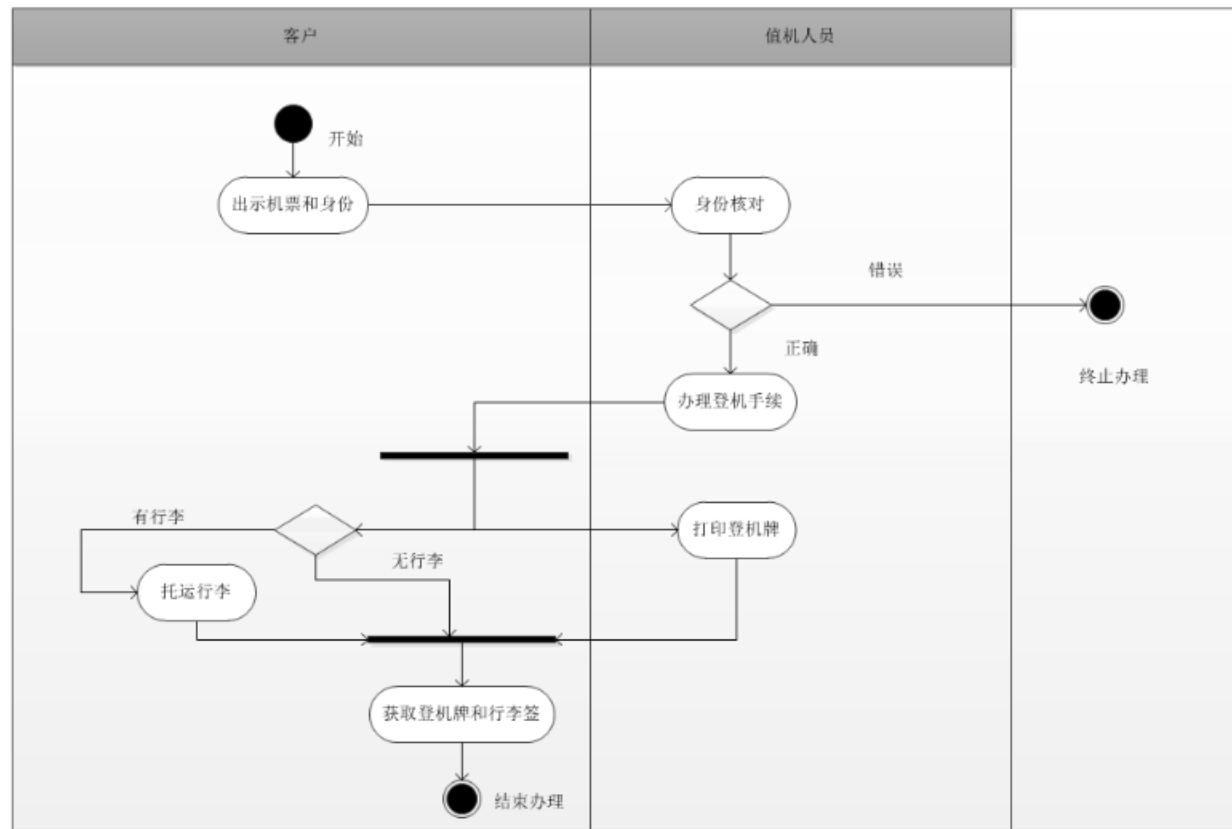 客户
值机人员
开始
出示机票和身份
身份核对
错误
正确
终止办理
办理登机手续
有行李
打印登机牌
无行李
托运行李
获取登机牌和行李签
结束办理